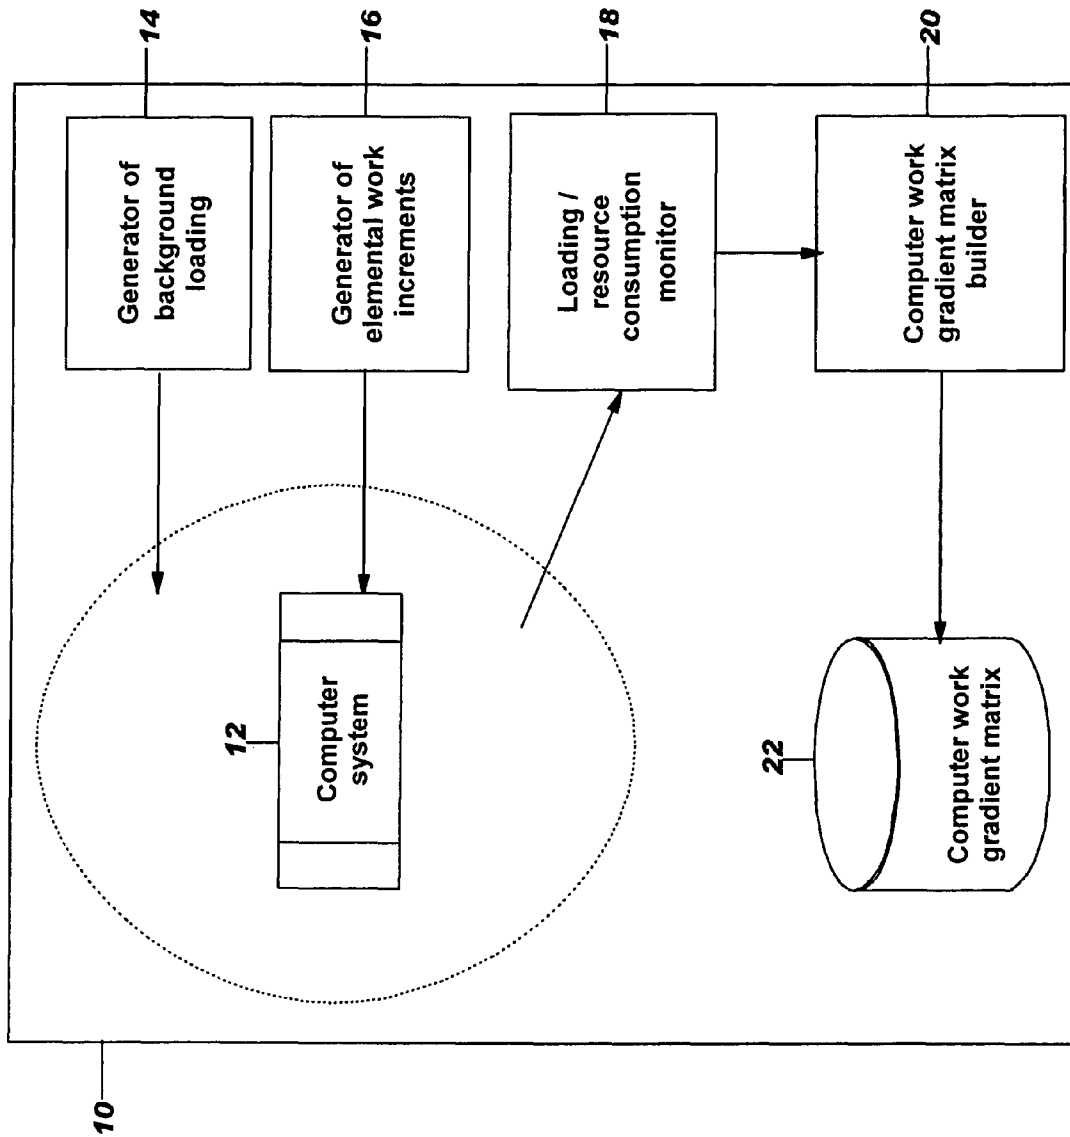 14
Generator of
background
loading
16
Generator of
elemental work
increments
18
Loading /
resource
consumption
monitor
20
Computer work
gradient matrix
builder
12
Computer
system
22
Computer work
gradient matrix
10